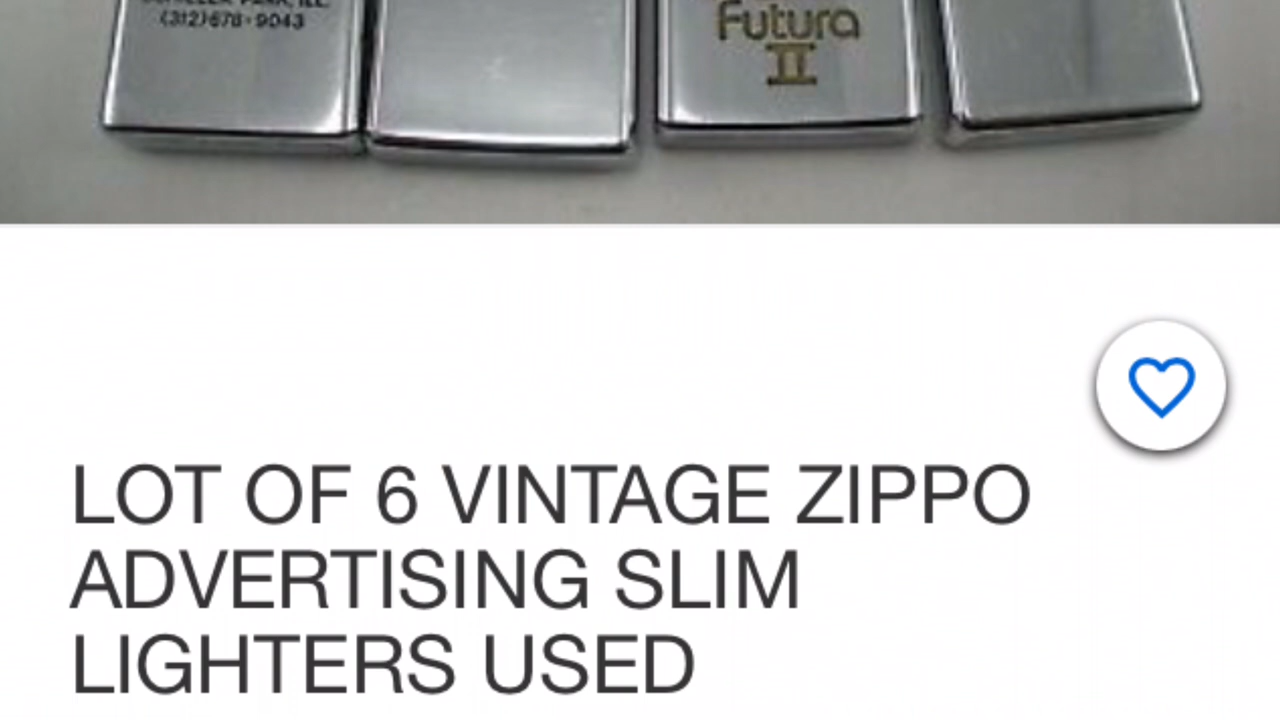 (312)678-9043
Futura
II
LOT OF 6 VINTAGE ZIPPO
ADVERTISING SLIM
LIGHTERS USED